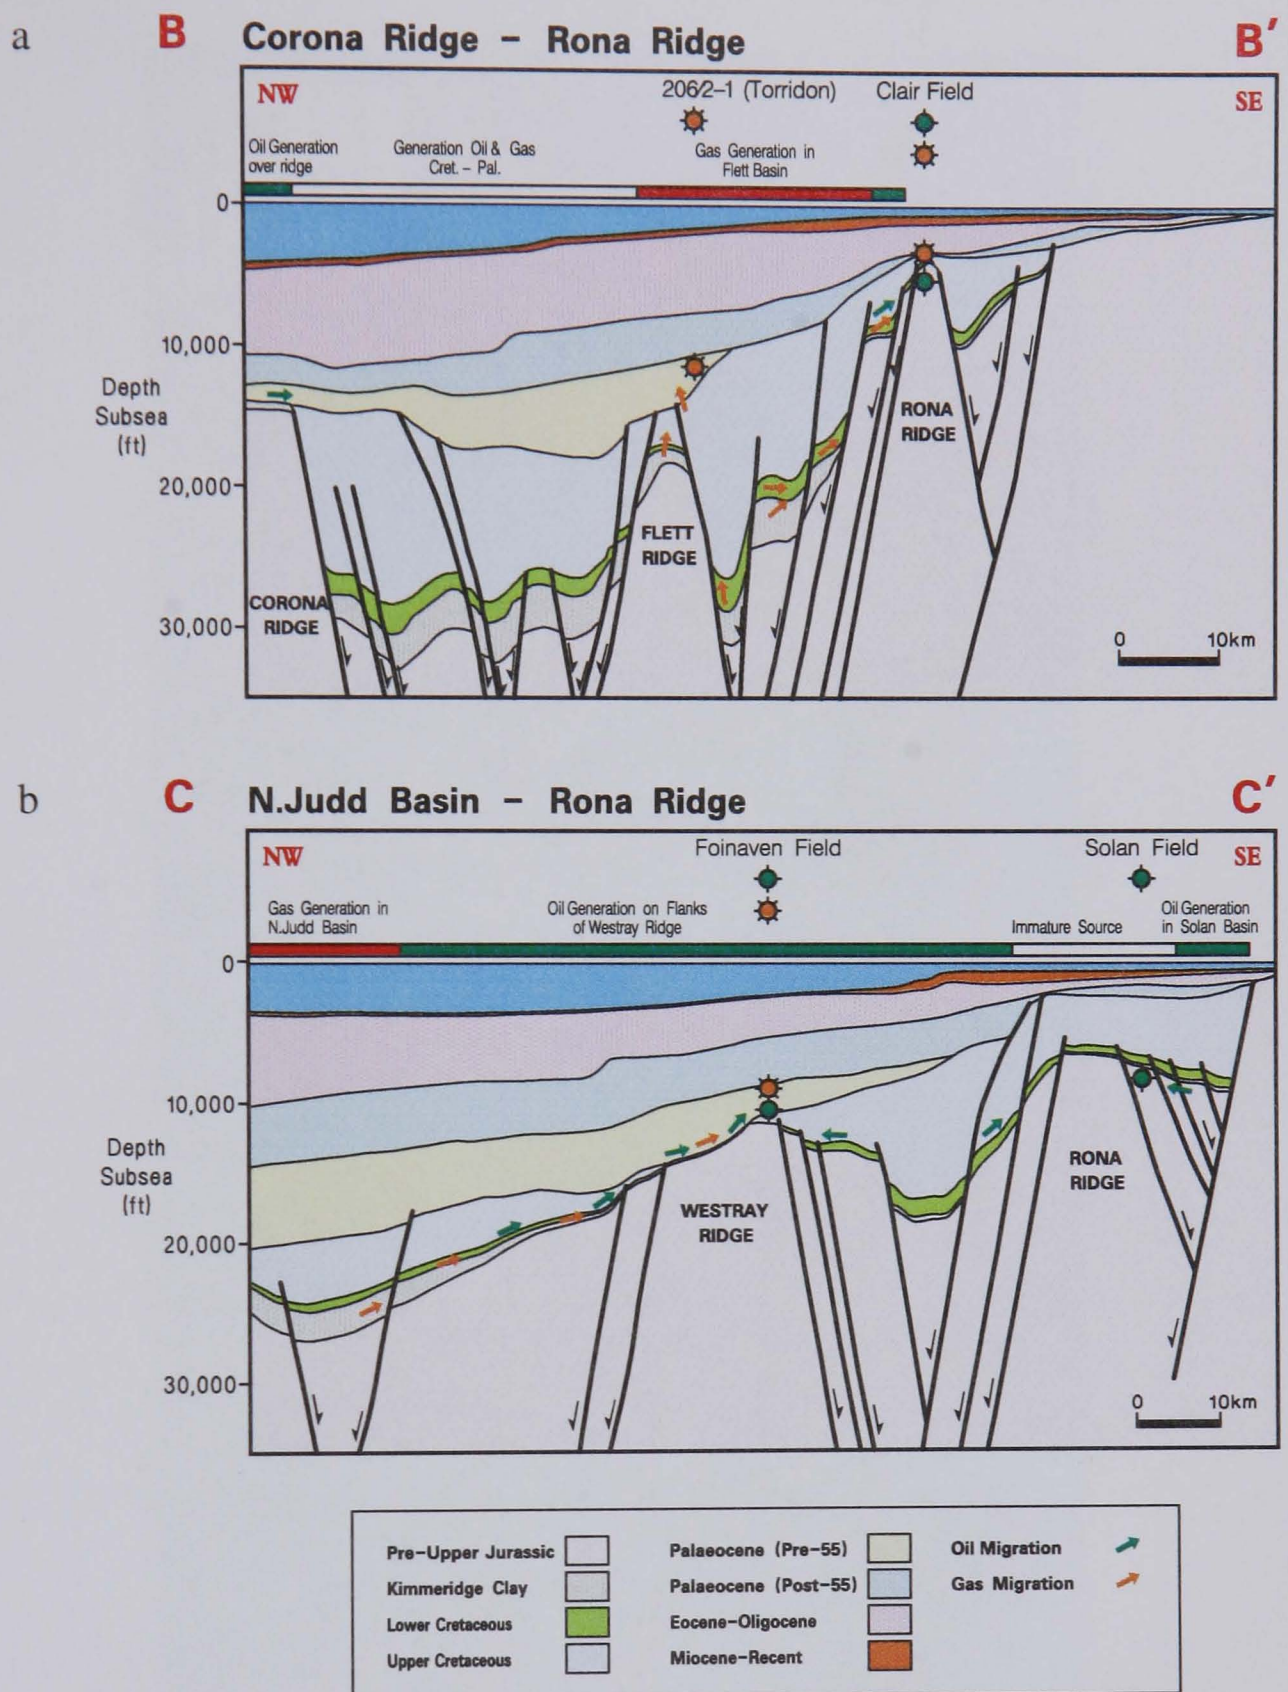 a
B Corona Ridge – Rona Ridge B′
NW
206/2–1 (Torridon)
Clair Field
SE
Oil Generation
over ridge
Generation Oil & Gas
Cret. – Pal.
Gas Generation in
Flett Basin
0
10,000
20,000
30,000
Depth
Subsea
(ft)
RONA
RIDGE
FLETT
RIDGE
CORONA
RIDGE
0 10km
b
C N.Judd Basin – Rona Ridge C′
NW
Foinaven Field
Solan Field
SE
Gas Generation in
N.Judd Basin
Oil Generation on Flanks
of Westray Ridge
Immature Source
Oil Generation
in Solan Basin
0
10,000
20,000
30,000
Depth
Subsea
(ft)
WESTRAY
RIDGE
RONA
RIDGE
0 10km
Pre–Upper Jurassic
Kimmeridge Clay
Lower Cretaceous
Upper Cretaceous
Palaeocene (Pre–55)
Palaeocene (Post–55)
Eocene–Oligocene
Miocene–Recent
Oil Migration
Gas Migration